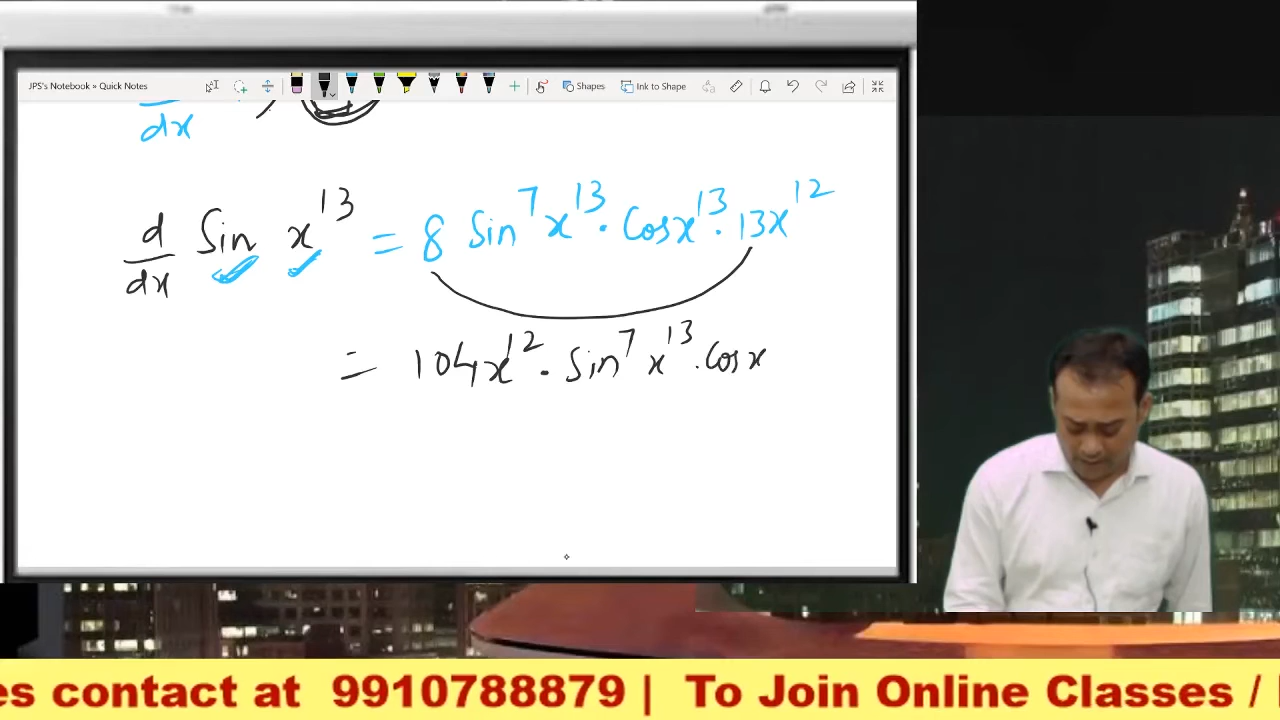 JPS's Notebook » Quick Notes Shapes Ink to Shape
dx
d/dx Sin x^13 = 8 Sin^7 x^13 · Cos x^13 · 13x^12
= 104x^12 · Sin^7 x^13 · Cos x
es contact at 9910788879 | To Join Online Classes /